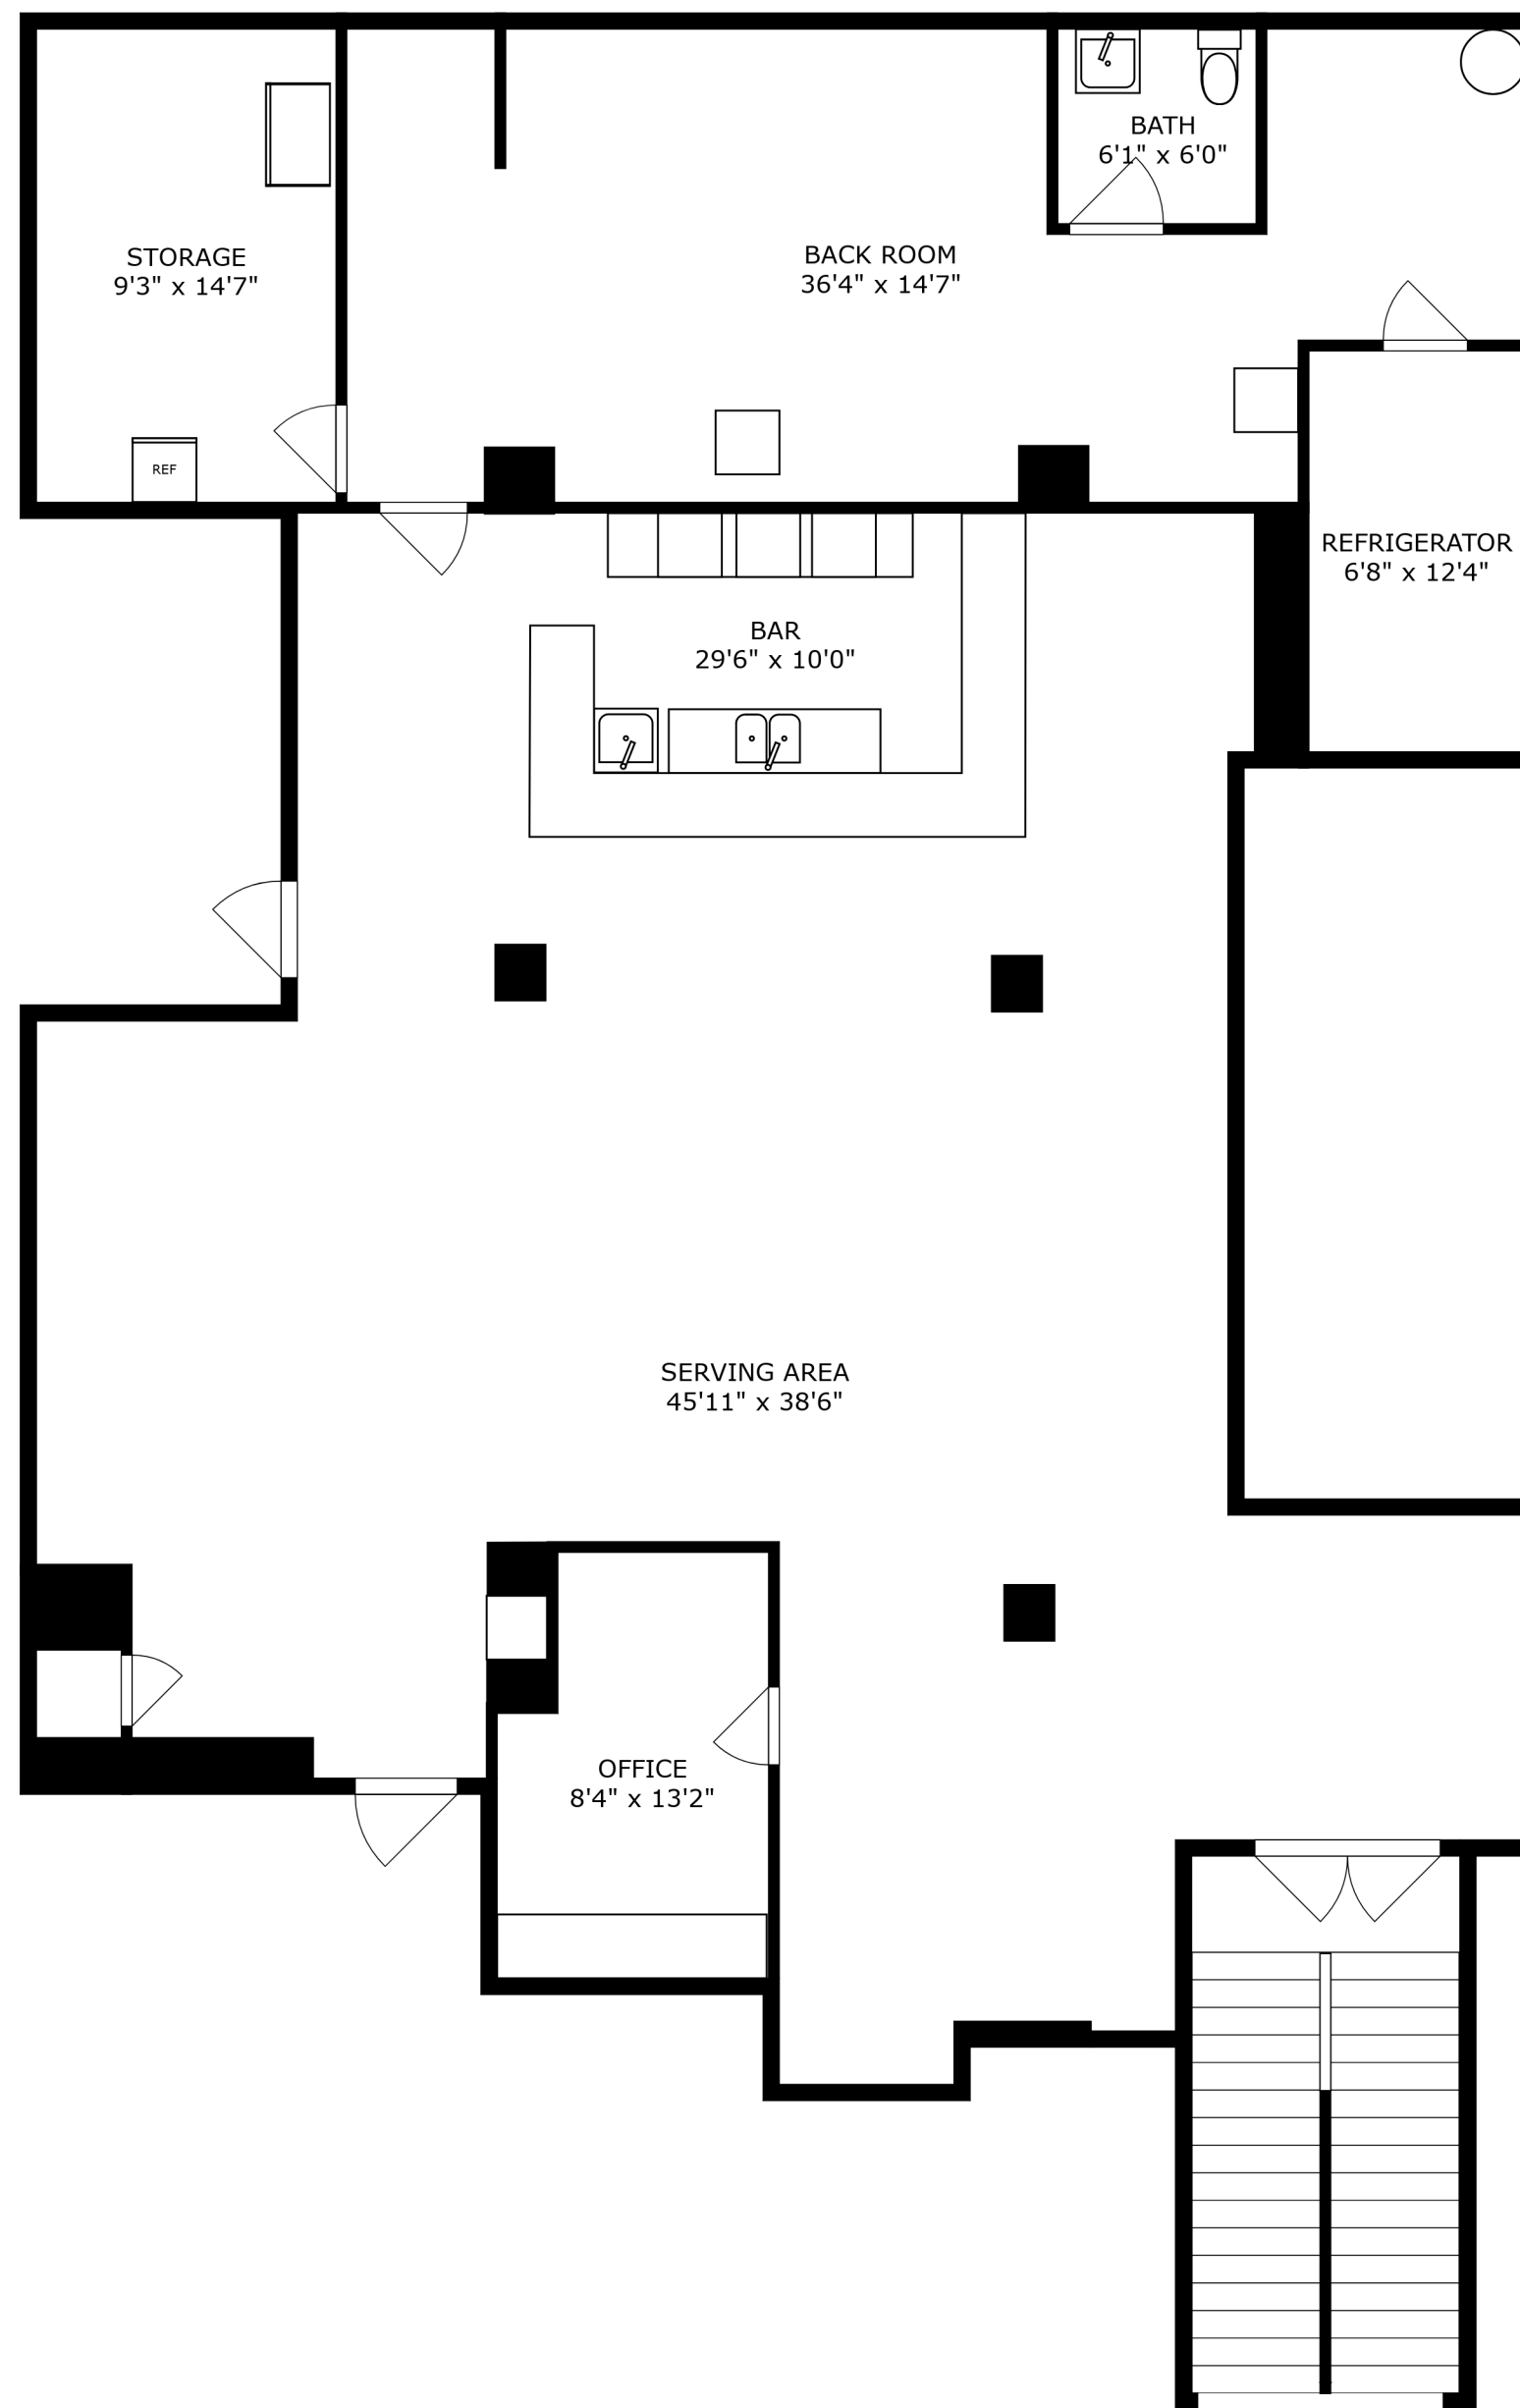 BATH
6'1" x 6'0"
STORAGE
9'3" x 14'7"
BACK ROOM
36'4" x 14'7"
REF
REFRIGERATOR
6'8" x 12'4"
BAR
29'6" x 10'0"
SERVING AREA
45'11" x 38'6"
OFFICE
8'4" x 13'2"